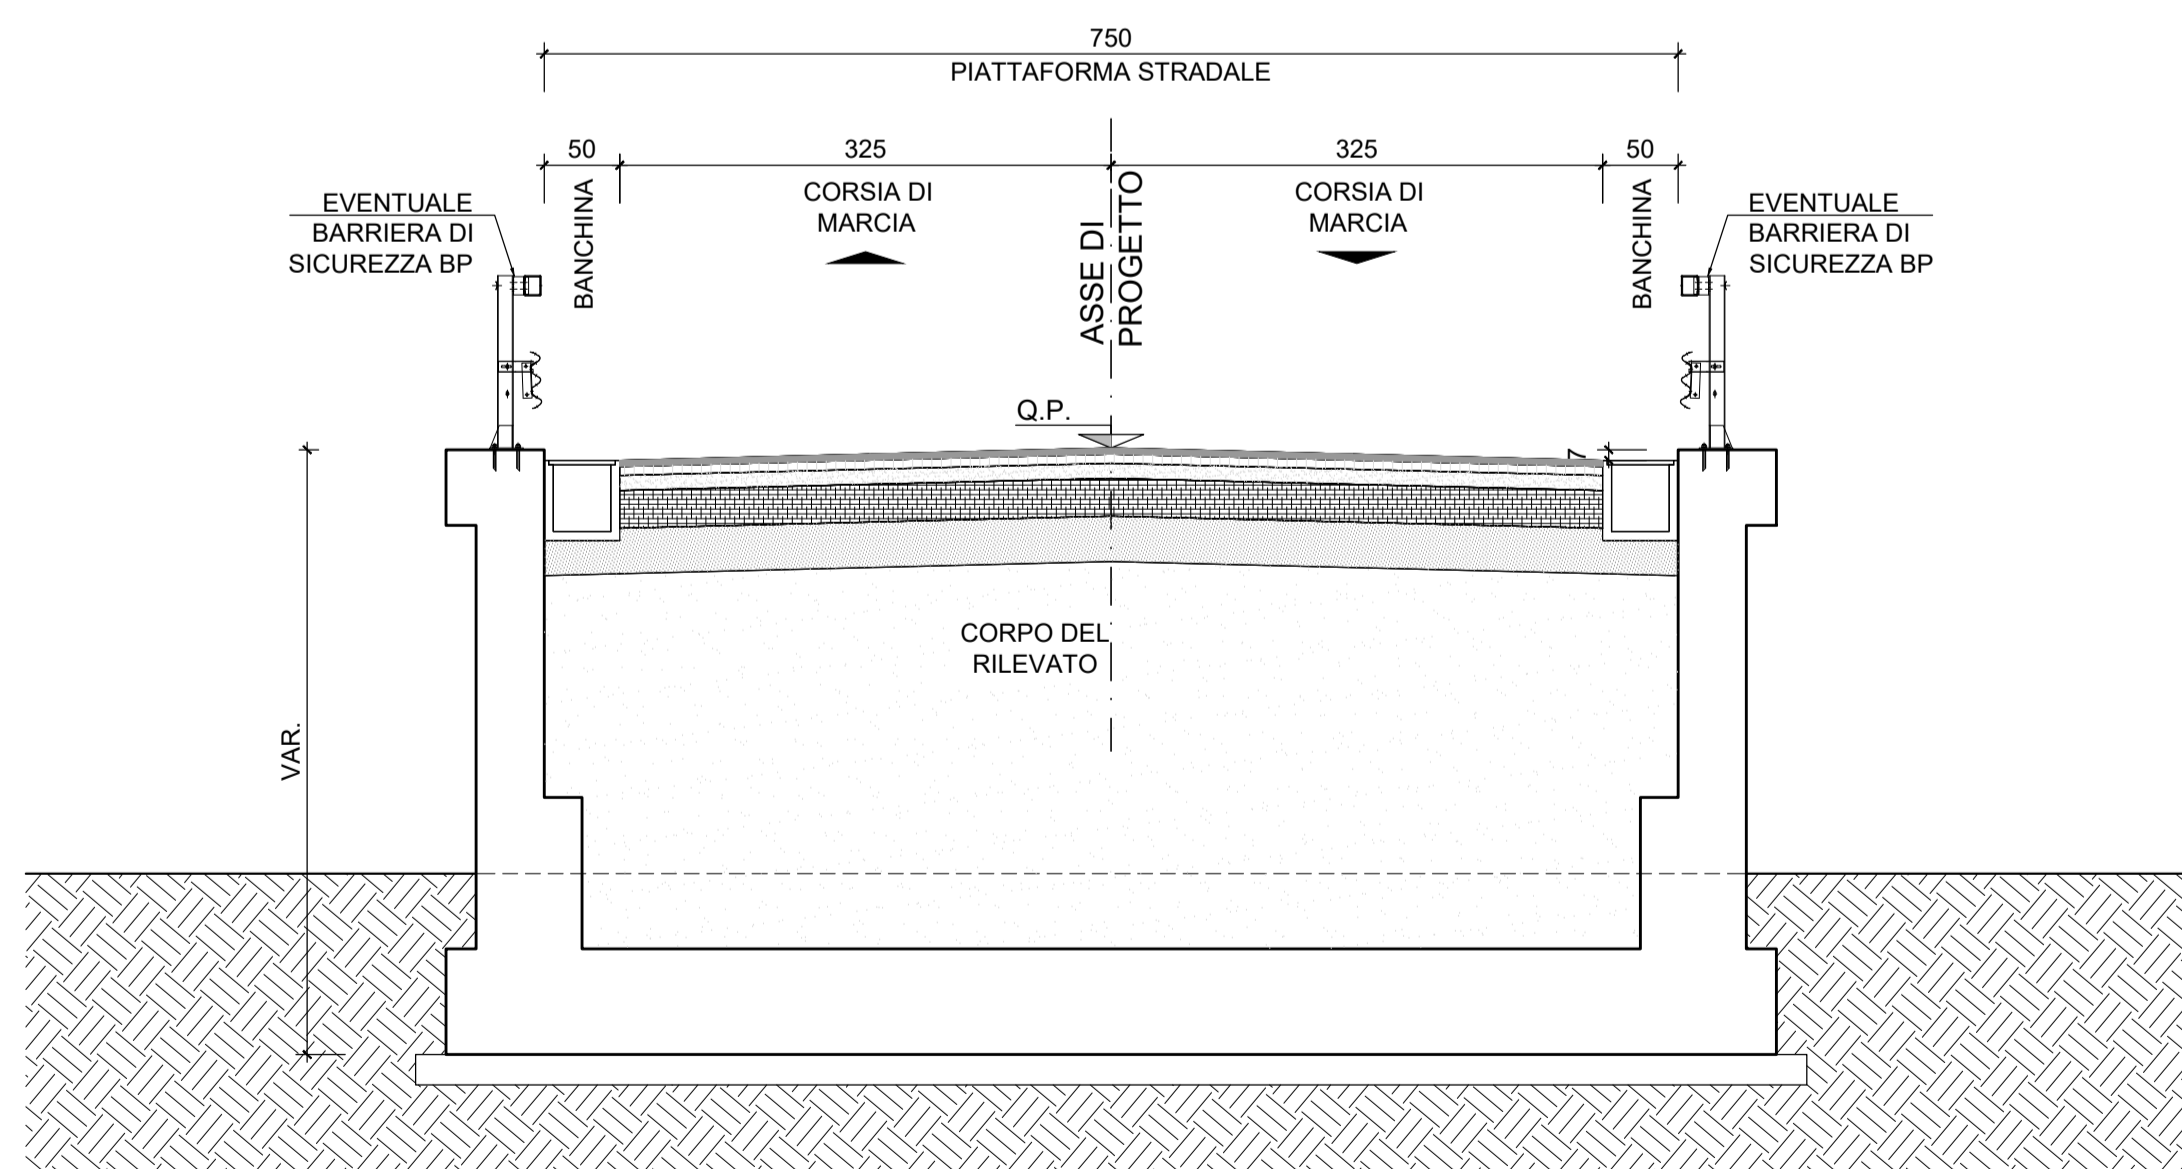 750
PIATTAFORMA STRADALE
50
325
325
50
BANCHINA
CORSIA DI
MARCIA
ASSE DI
PROGETTO
CORSIA DI
MARCIA
BANCHINA
EVENTUALE
BARRIERA DI
SICUREZZA BP
EVENTUALE
BARRIERA DI
SICUREZZA BP
Q.P.
7
CORPO DEL
RILEVATO
VAR.